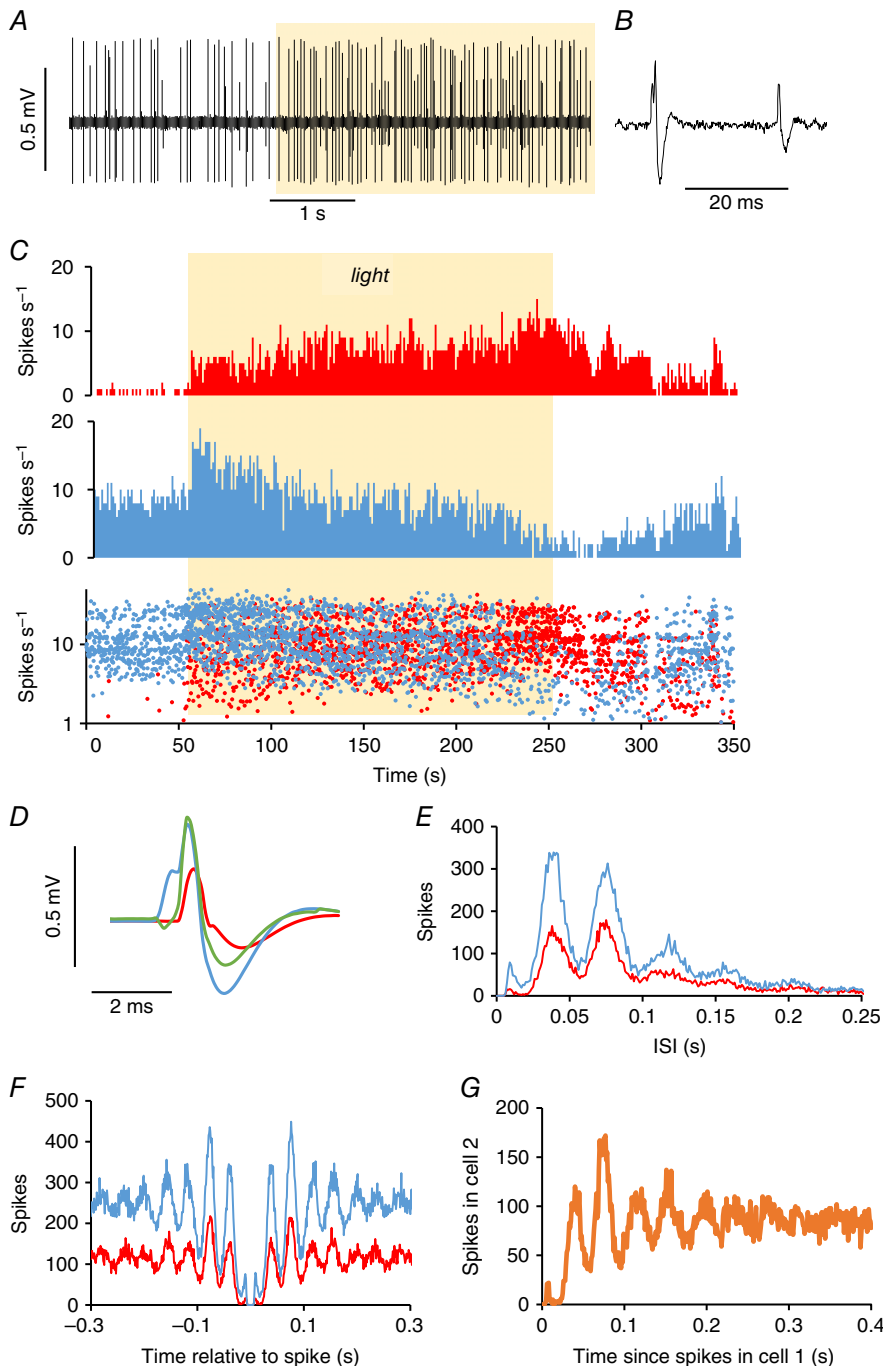 A
B
0.5 mV
1 s
20 ms
C
light
20
10
0
Spikes s⁻¹
20
10
0
Spikes s⁻¹
10
1
Spikes s⁻¹
0 50 100 150 200 250 300 350
Time (s)
D
0.5 mV
2 ms
E
400
300
200
100
0
Spikes
0 0.05 0.1 0.15 0.2 0.25
ISI (s)
F
500
400
300
200
100
0
Spikes
–0.3 –0.1 0.1 0.3
Time relative to spike (s)
G
200
150
100
50
0
Spikes in cell 2
0 0.1 0.2 0.3 0.4
Time since spikes in cell 1 (s)